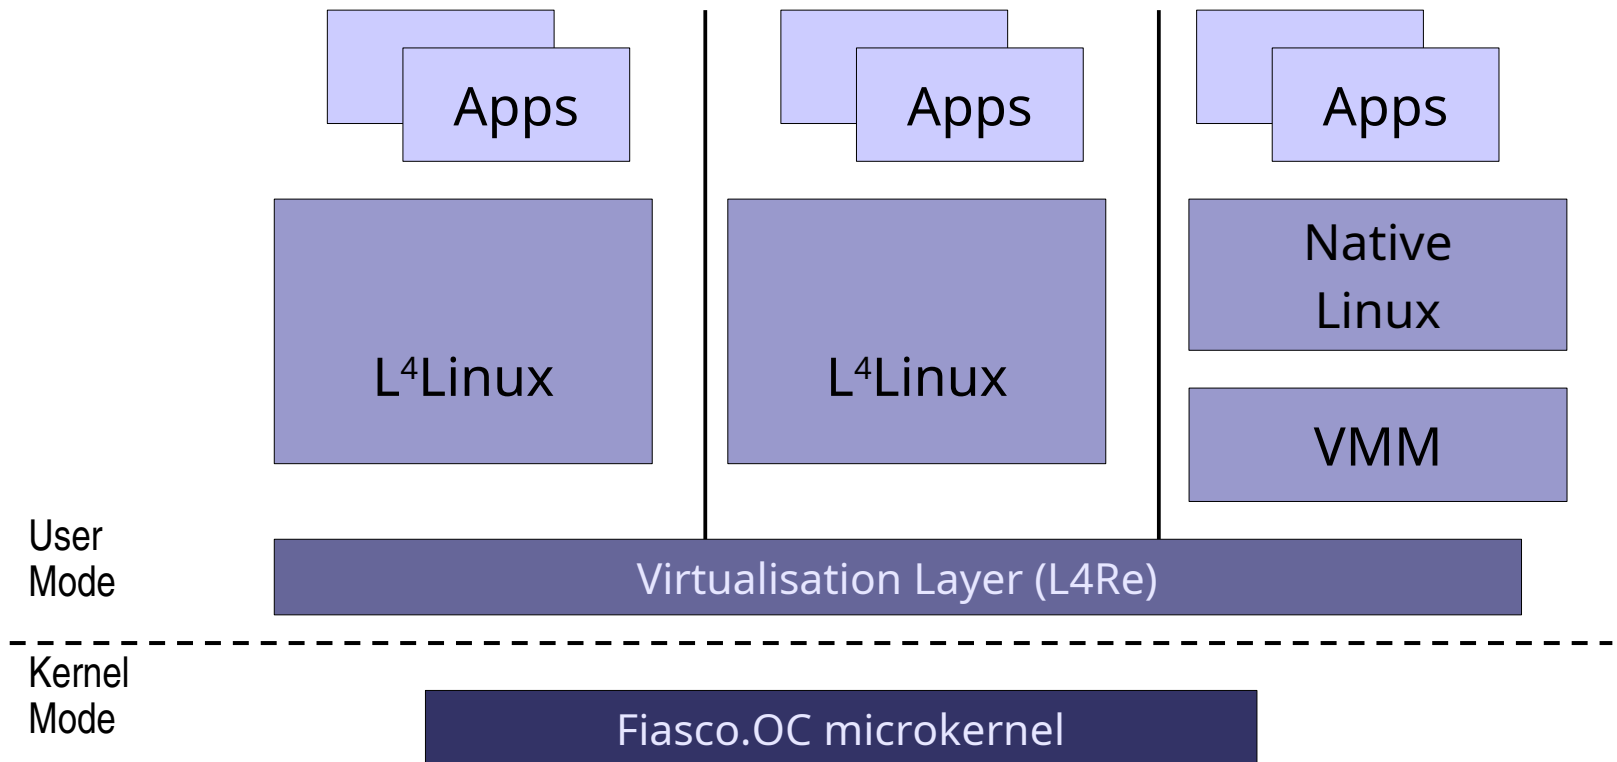 Apps
Apps
Apps
Native
Linux
L⁴Linux
L⁴Linux
VMM
User
Mode
Virtualisation Layer (L4Re)
Kernel
Mode
Fiasco.OC microkernel